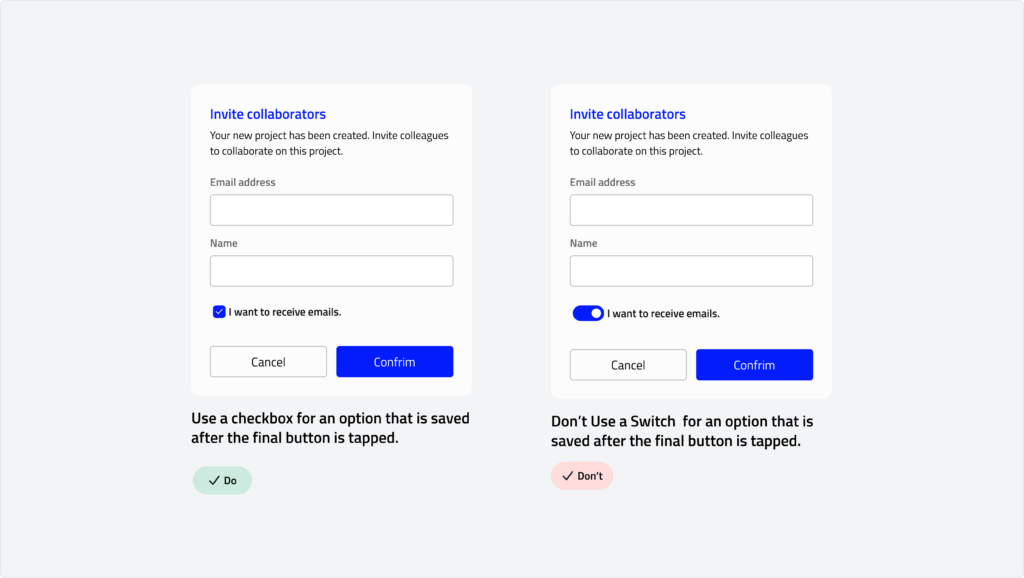 Invite collaborators
Your new project has been created. Invite colleagues
to collaborate on this project.
Email address
Name
I want to receive emails.
Cancel
Confrim
Use a checkbox for an option that is saved
after the final button is tapped.
Do
Invite collaborators
Your new project has been created. Invite colleagues
to collaborate on this project.
Email address
Name
I want to receive emails.
Cancel
Confrim
Don’t Use a Switch  for an option that is
saved after the final button is tapped.
Don’t